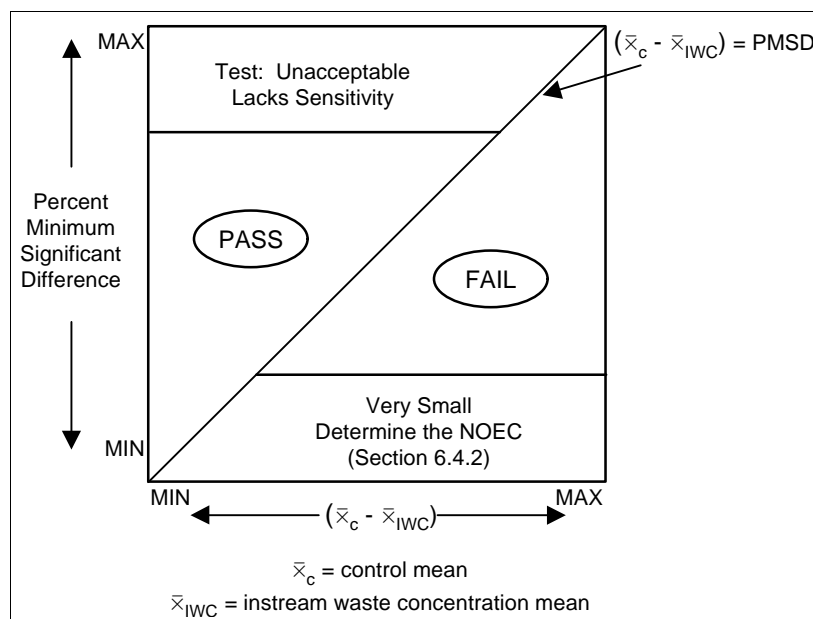 MAX
(x̄c - x̄IWC) = PMSD
Test: Unacceptable
Lacks Sensitivity
Percent
Minimum
Significant
Difference
PASS
FAIL
Very Small
Determine the NOEC
(Section 6.4.2)
MIN
MIN
MAX
(x̄c - x̄IWC)
x̄c = control mean
x̄IWC = instream waste concentration mean